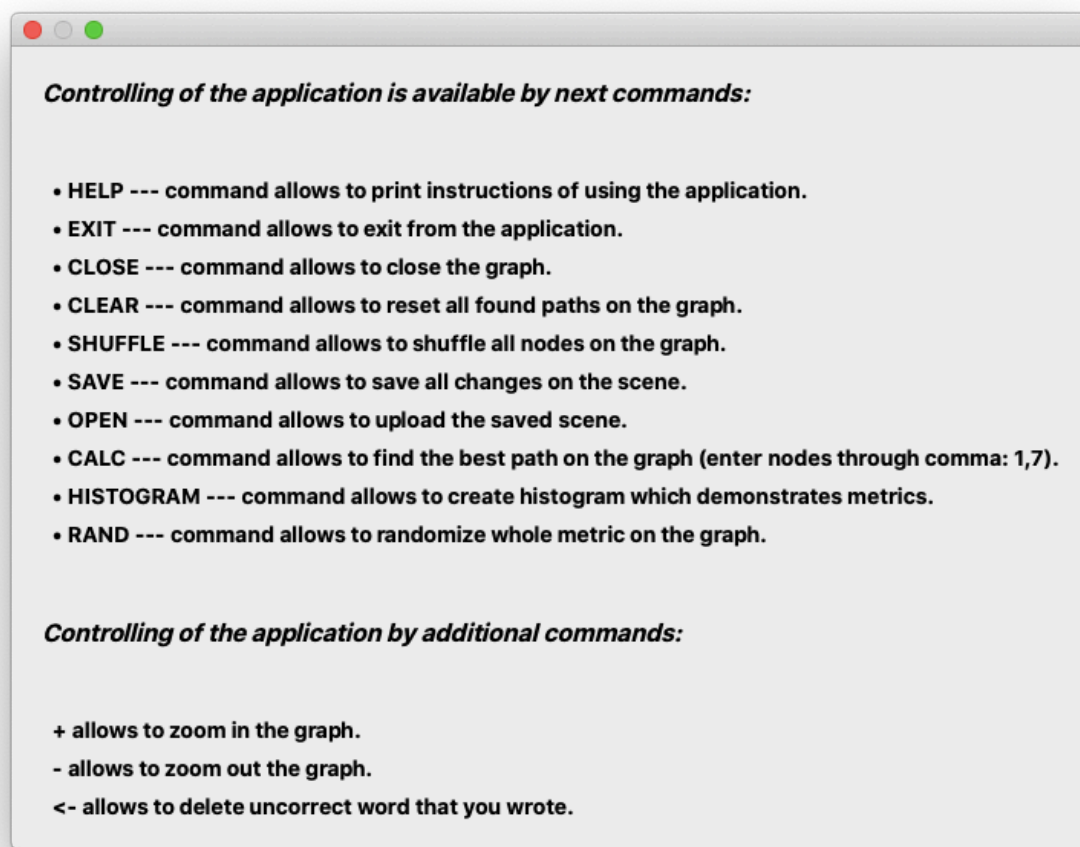 Controlling of the application is available by next commands:
• HELP --- command allows to print instructions of using the application.
• EXIT --- command allows to exit from the application.
• CLOSE --- command allows to close the graph.
• CLEAR --- command allows to reset all found paths on the graph.
• SHUFFLE --- command allows to shuffle all nodes on the graph.
• SAVE --- command allows to save all changes on the scene.
• OPEN --- command allows to upload the saved scene.
• CALC --- command allows to find the best path on the graph (enter nodes through comma: 1,7).
• HISTOGRAM --- command allows to create histogram which demonstrates metrics.
• RAND --- command allows to randomize whole metric on the graph.
Controlling of the application by additional commands:
+ allows to zoom in the graph.
- allows to zoom out the graph.
<- allows to delete uncorrect word that you wrote.